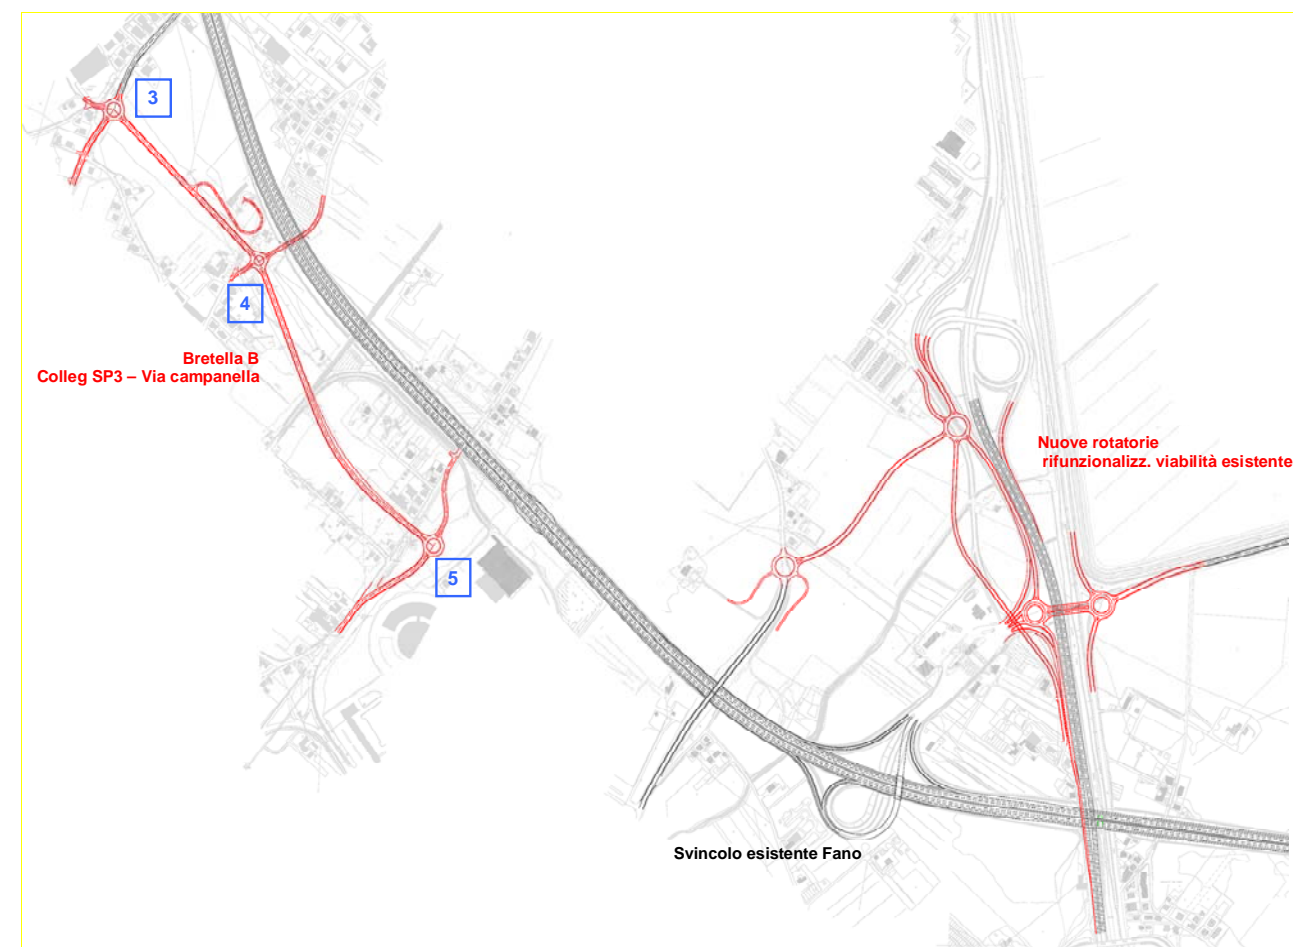 3
4
Bretella B
Colleg SP3 – Via campanella
Nuove rotatorie
rifunzionalizz. viabilità esistente
5
Svincolo esistente Fano